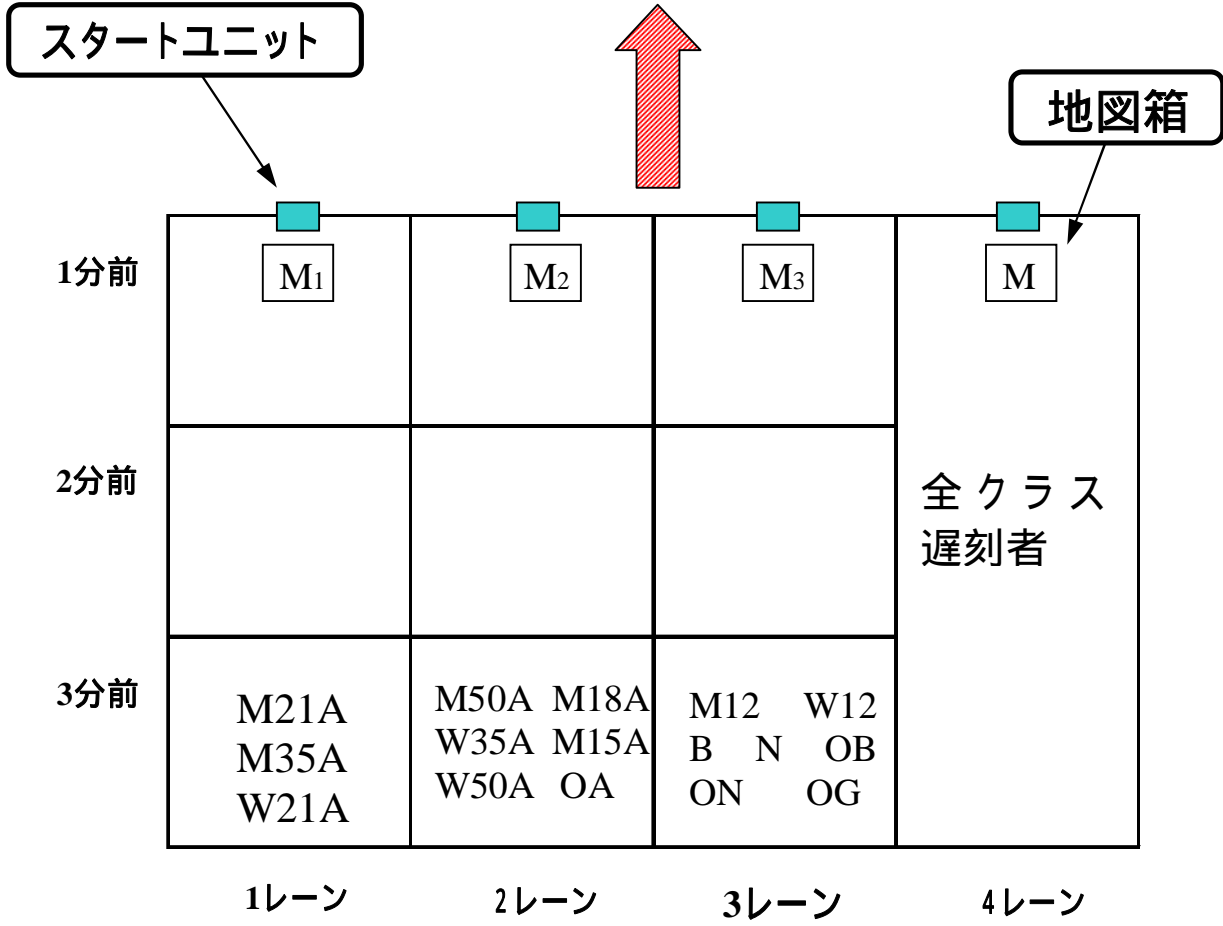 スタートユニット
地図箱
1分前
M1
M2
M3
M
2分前
全クラス
遅刻者
3分前
M21A
M35A
W21A
M50A M18A
W35A M15A
W50A OA
M12 W12
B N OB
ON OG
1レーン
2レーン
3レーン
4レーン